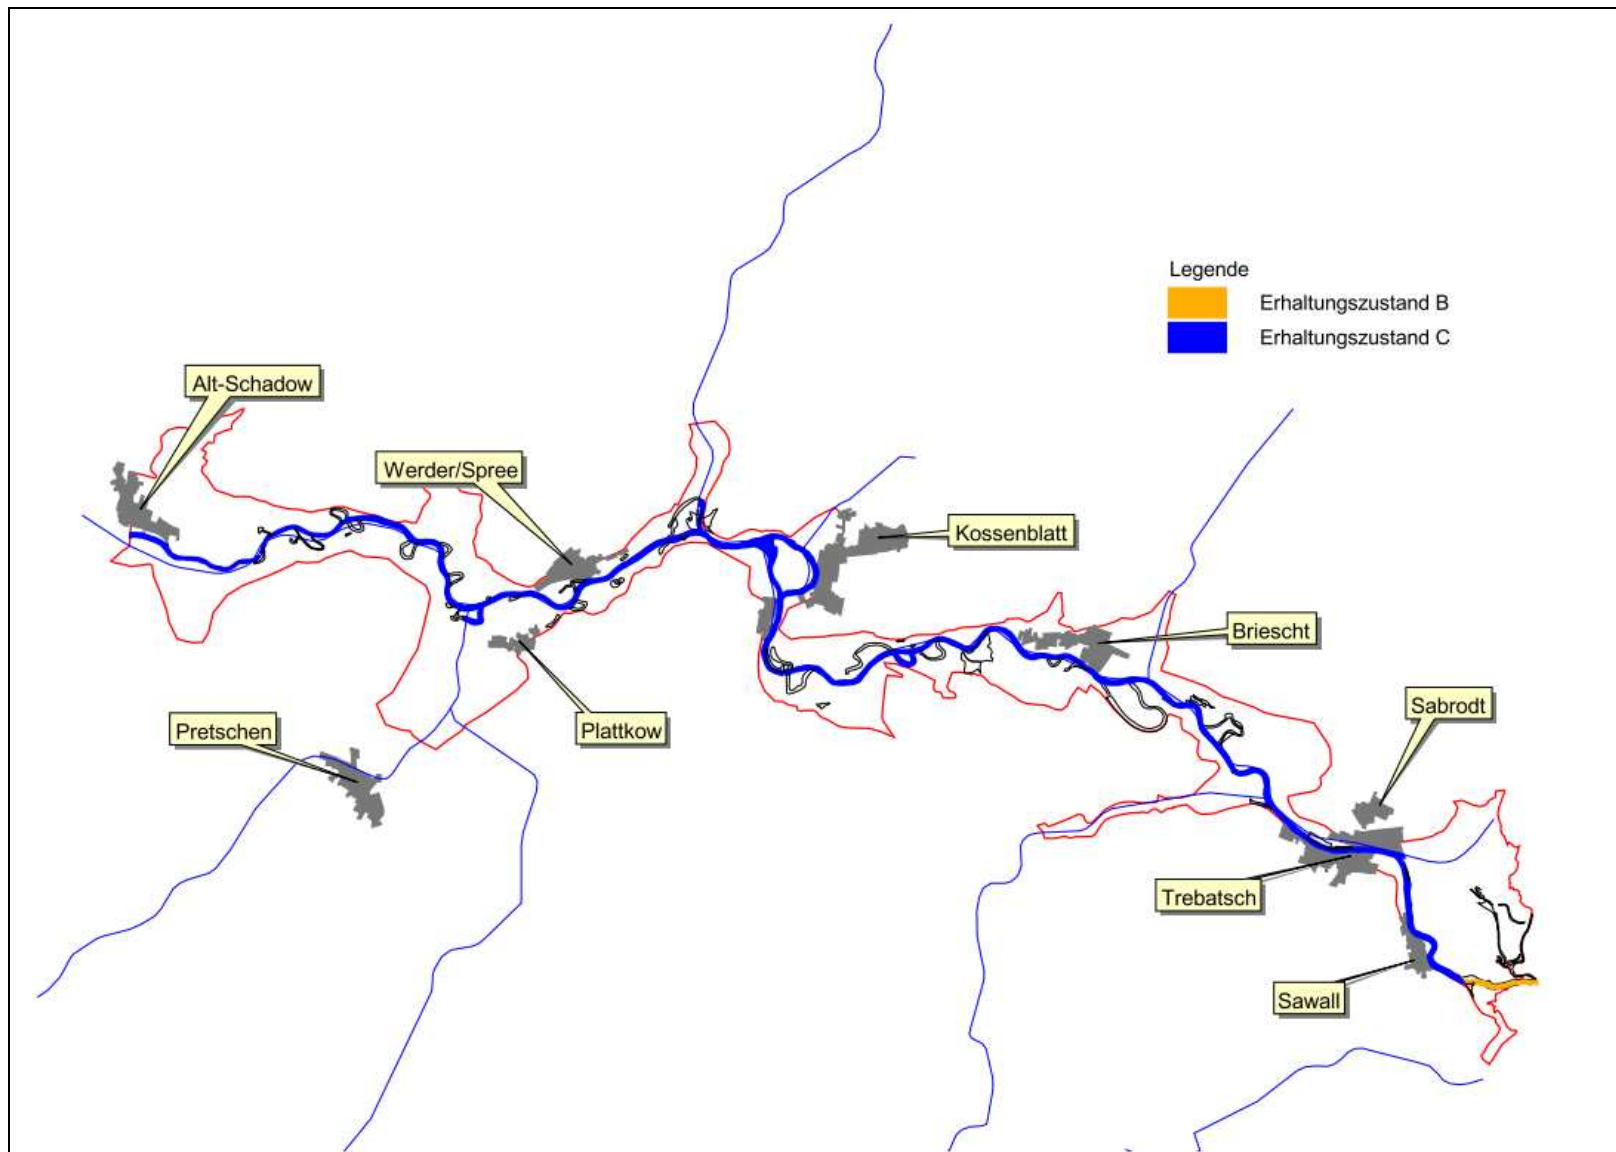 Legende
Erhaltungszustand B
Erhaltungszustand C
Alt-Schadow
Werder/Spree
Kossenblatt
Briescht
Sabrodt
Pretschen
Plattkow
Trebatsch
Sawall